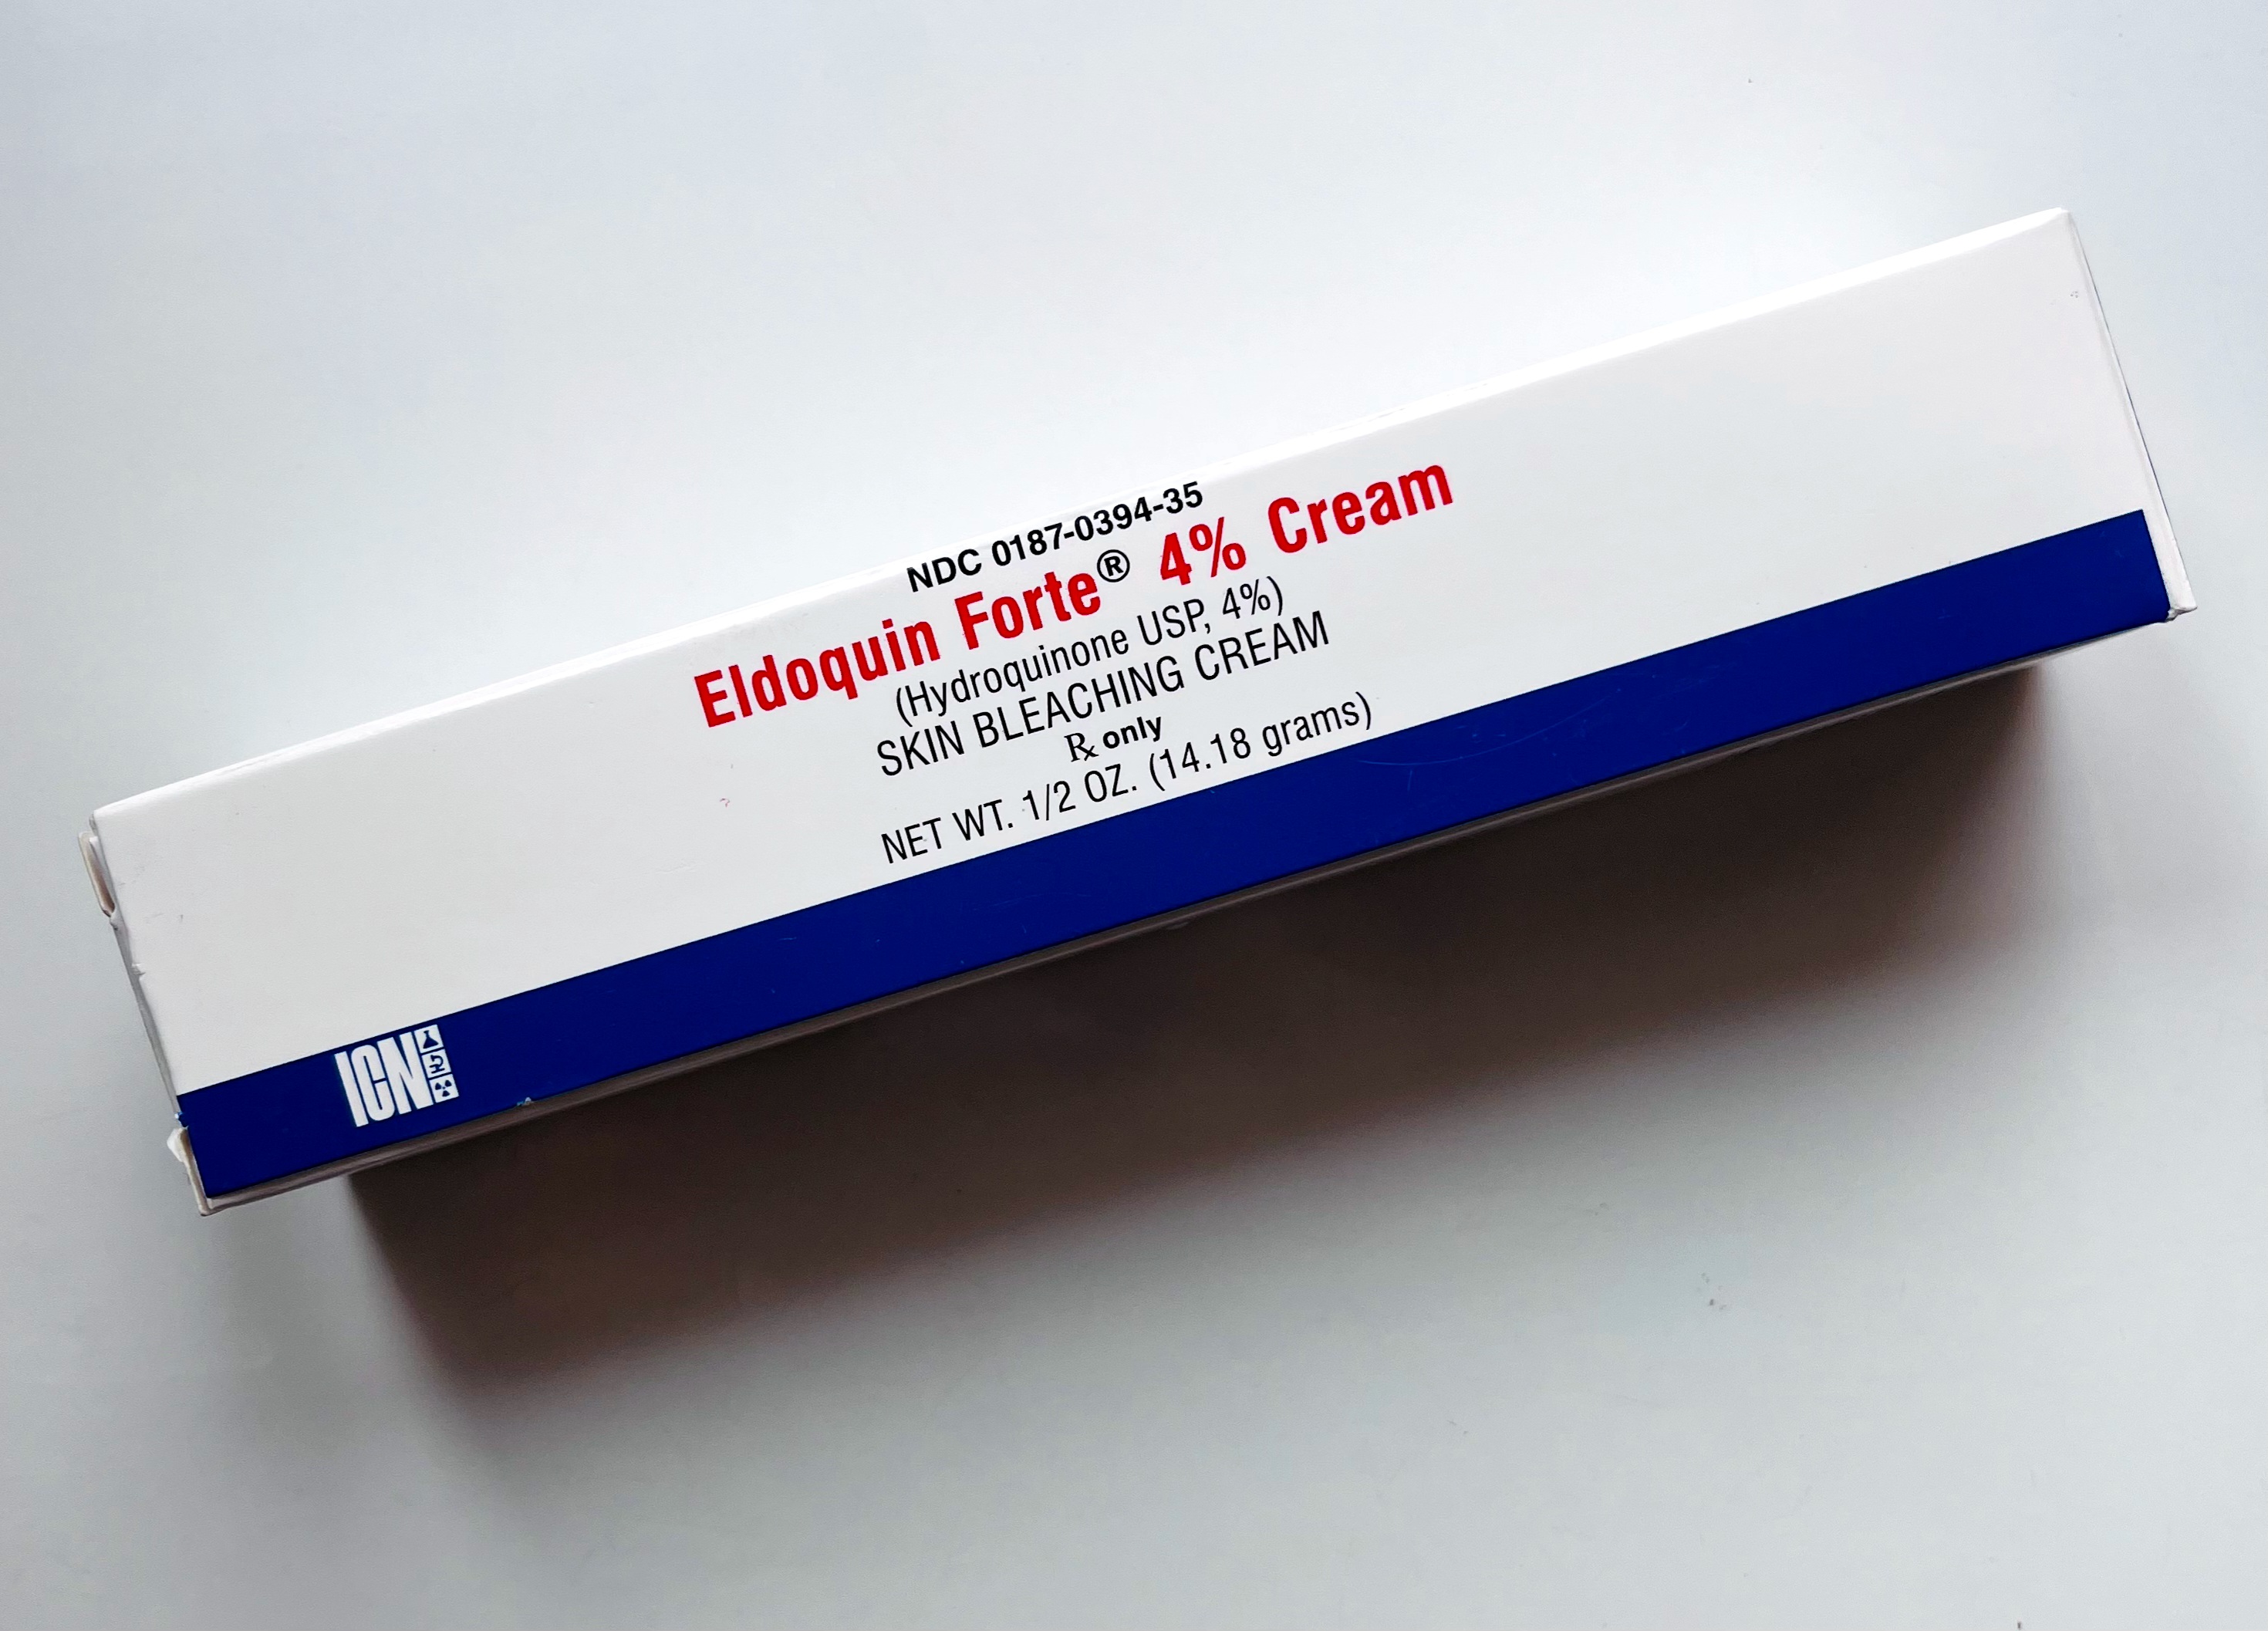 NDC 0187-0394-35
Eldoquin Forte® 4% Cream
(Hydroquinone USP, 4%)
SKIN BLEACHING CREAM
℞ only
NET WT. 1/2 OZ. (14.18 grams)
ICN